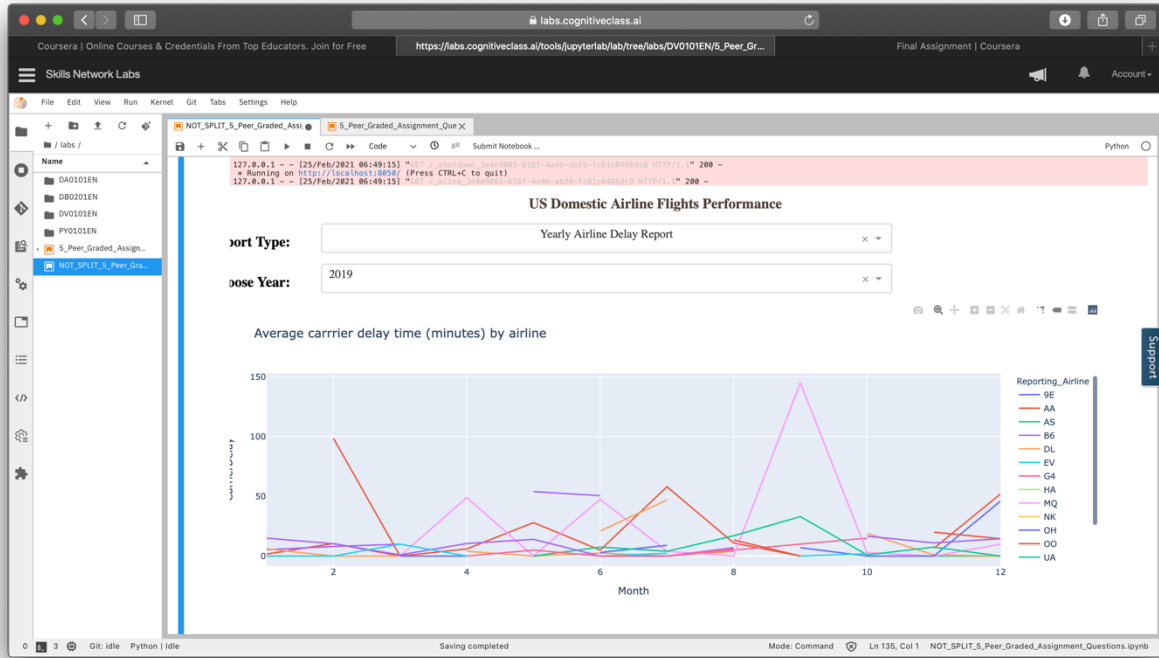 labs.cognitiveclass.ai
Coursera | Online Courses & Credentials From Top Educators. Join for Free
https://labs.cognitiveclass.ai/tools/jupyterlab/lab/tree/labs/DV0101EN/5_Peer_Gr...
Final Assignment | Coursera
Skills Network Labs
Account
File Edit View Run Kernel Git Tabs Settings Help
NOT_SPLIT_5_Peer_Graded_Assi
5_Peer_Graded_Assignment_Que
/ labs /
Code
git
Submit Notebook ...
Python
Name
DA0101EN
DB0201EN
DV0101EN
PY0101EN
5_Peer_Graded_Assign...
NOT_SPLIT_5_Peer_Gra...
127.0.0.1 - - [25/Feb/2021 06:49:15] "GET /_shutdown_3e4e9061-b18f-4a4b-ab26-fc61c0486dc8 HTTP/1.1" 200 -
* Running on http://localhost:8050/ (Press CTRL+C to quit)
127.0.0.1 - - [25/Feb/2021 06:49:15] "GET /_alive_3e4e9061-b18f-4a4b-ab26-fc61c0486dc8 HTTP/1.1" 200 -
US Domestic Airline Flights Performance
port Type:
Yearly Airline Delay Report
oose Year:
2019
Average carrrier delay time (minutes) by airline
150
100
50
0
CarrierDelay
2 4 6 8 10 12
Month
Reporting_Airline
9E
AA
AS
B6
DL
EV
G4
HA
MQ
NK
OH
OO
UA
Support
0
3
Git: idle
Python | Idle
Saving completed
Mode: Command
Ln 135, Col 1
NOT_SPLIT_5_Peer_Graded_Assignment_Questions.ipynb